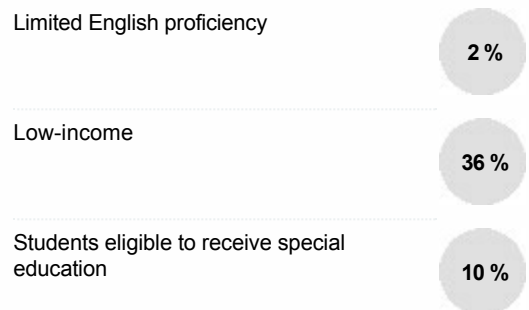 Limited English proficiency
2 %
Low-income
36 %
Students eligible to receive special
education
10 %